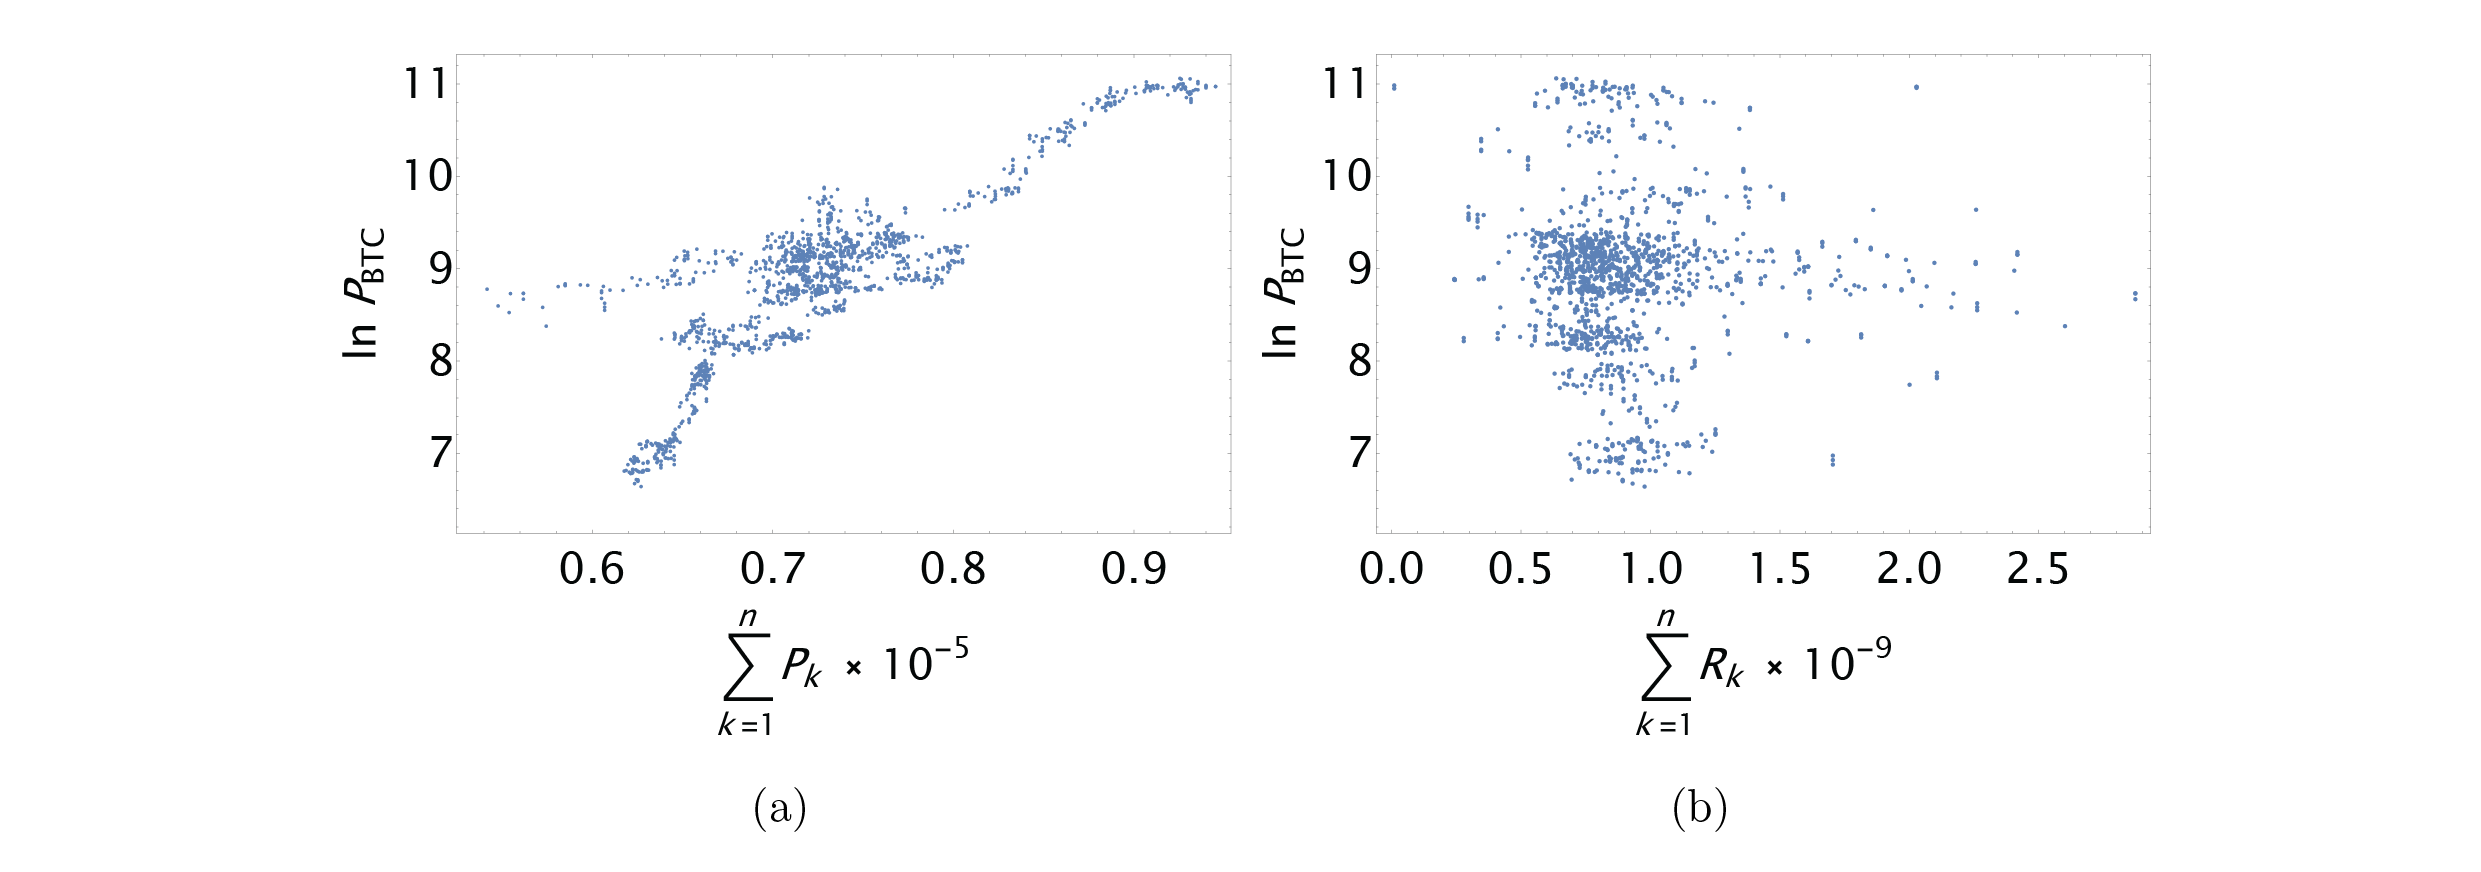 11
10
9
8
7
ln P_BTC
0.6 0.7 0.8 0.9
n
∑ P_k × 10^−5
k=1
(a)
11
10
9
8
7
ln P_BTC
0.0 0.5 1.0 1.5 2.0 2.5
n
∑ R_k × 10^−9
k=1
(b)